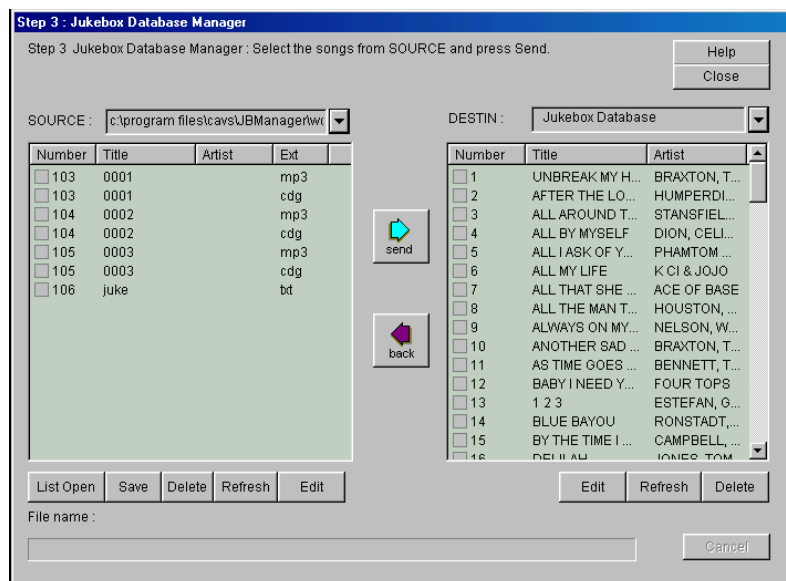 Step 3 : Jukebox Database Manager
Step 3 Jukebox Database Manager : Select the songs from SOURCE and press Send.
Help
Close
SOURCE : c:\program files\cavs\JBManager\w
Number Title Artist Ext
103 0001 mp3
103 0001 cdg
104 0002 mp3
104 0002 cdg
105 0003 mp3
105 0003 cdg
106 juke txt
List Open Save Delete Refresh Edit
send
back
DESTIN : Jukebox Database
Number Title Artist
1 UNBREAK MY H... BRAXTON, T...
2 AFTER THE LO... HUMPERDI...
3 ALL AROUND T... STANSFIEL...
4 ALL BY MYSELF DION, CELI...
5 ALL I ASK OF Y... PHAMTOM ...
6 ALL MY LIFE K CI & JOJO
7 ALL THAT SHE ... ACE OF BASE
8 ALL THE MAN T... HOUSTON, ...
9 ALWAYS ON MY... NELSON, W...
10 ANOTHER SAD ... BRAXTON, T...
11 AS TIME GOES ... BENNETT, T...
12 BABY I NEED Y... FOUR TOPS
13 1 2 3 ESTEFAN, G...
14 BLUE BAYOU RONSTADT,...
15 BY THE TIME I ... CAMPBELL, ...
16 DELILAH JONES, TOM
Edit Refresh Delete
File name :
Cancel